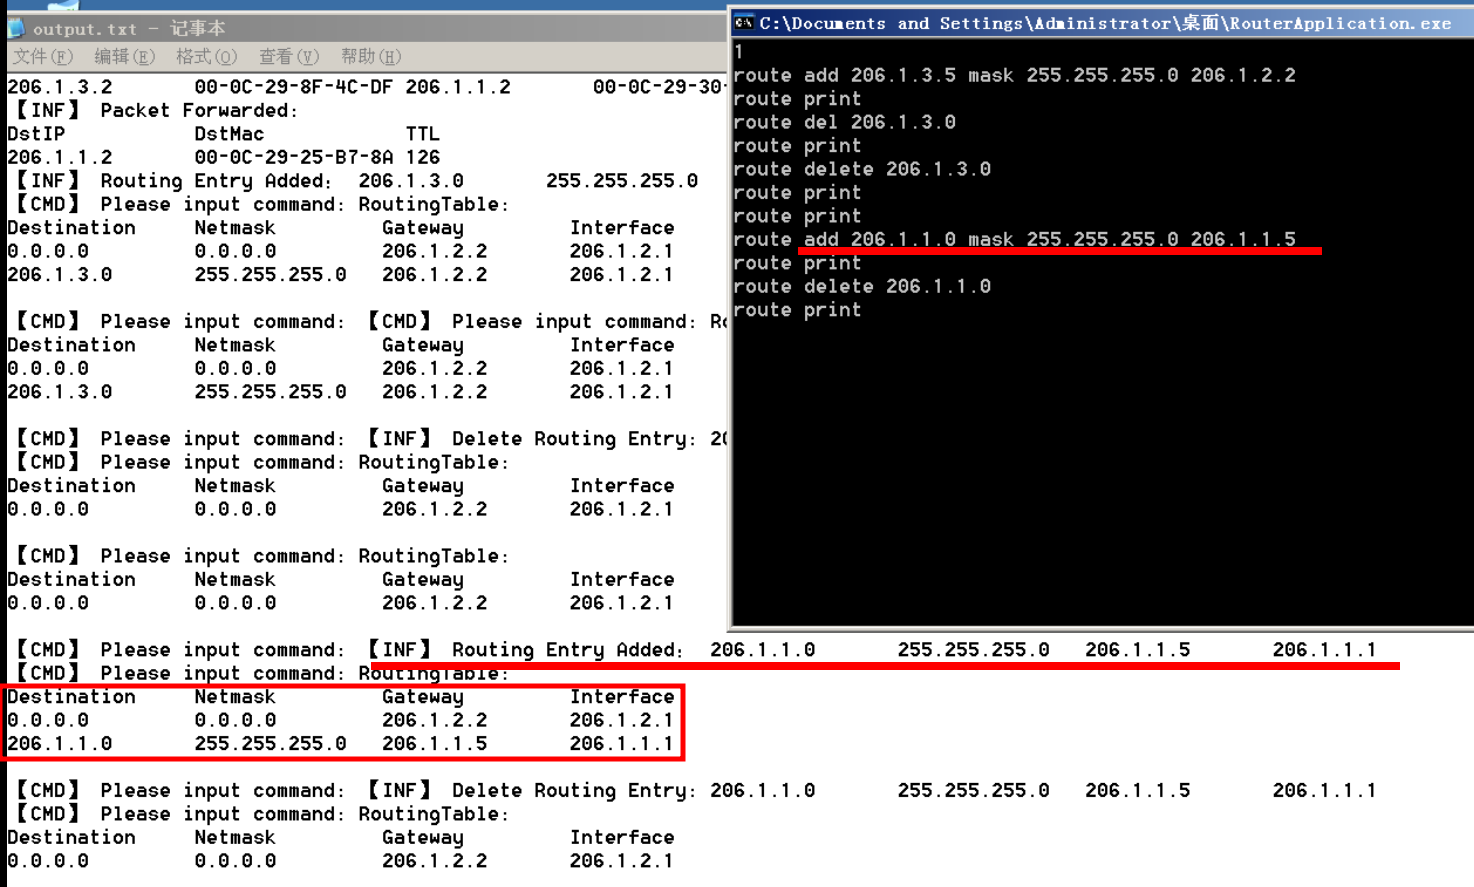 output.txt - 记事本
文件(F) 编辑(E) 格式(O) 查看(V) 帮助(H)
206.1.3.2 00-0C-29-8F-4C-DF 206.1.1.2 00-0C-29-30-
【INF】 Packet Forwarded:
DstIP DstMac TTL
206.1.1.2 00-0C-29-25-B7-8A 126
【INF】 Routing Entry Added: 206.1.3.0 255.255.255.0
【CMD】 Please input command: RoutingTable:
Destination Netmask Gateway Interface
0.0.0.0 0.0.0.0 206.1.2.2 206.1.2.1
206.1.3.0 255.255.255.0 206.1.2.2 206.1.2.1
【CMD】 Please input command: 【CMD】 Please input command: Ro
Destination Netmask Gateway Interface
0.0.0.0 0.0.0.0 206.1.2.2 206.1.2.1
206.1.3.0 255.255.255.0 206.1.2.2 206.1.2.1
【CMD】 Please input command: 【INF】 Delete Routing Entry: 20
【CMD】 Please input command: RoutingTable:
Destination Netmask Gateway Interface
0.0.0.0 0.0.0.0 206.1.2.2 206.1.2.1
【CMD】 Please input command: RoutingTable:
Destination Netmask Gateway Interface
0.0.0.0 0.0.0.0 206.1.2.2 206.1.2.1
【CMD】 Please input command: 【INF】 Routing Entry Added: 206.1.1.0 255.255.255.0 206.1.1.5 206.1.1.1
【CMD】 Please input command: RoutingTable:
Destination Netmask Gateway Interface
0.0.0.0 0.0.0.0 206.1.2.2 206.1.2.1
206.1.1.0 255.255.255.0 206.1.1.5 206.1.1.1
【CMD】 Please input command: 【INF】 Delete Routing Entry: 206.1.1.0 255.255.255.0 206.1.1.5 206.1.1.1
【CMD】 Please input command: RoutingTable:
Destination Netmask Gateway Interface
0.0.0.0 0.0.0.0 206.1.2.2 206.1.2.1
C:\Documents and Settings\Administrator\桌面\RouterApplication.exe
1
route add 206.1.3.5 mask 255.255.255.0 206.1.2.2
route print
route del 206.1.3.0
route print
route delete 206.1.3.0
route print
route print
route add 206.1.1.0 mask 255.255.255.0 206.1.1.5
route print
route delete 206.1.1.0
route print